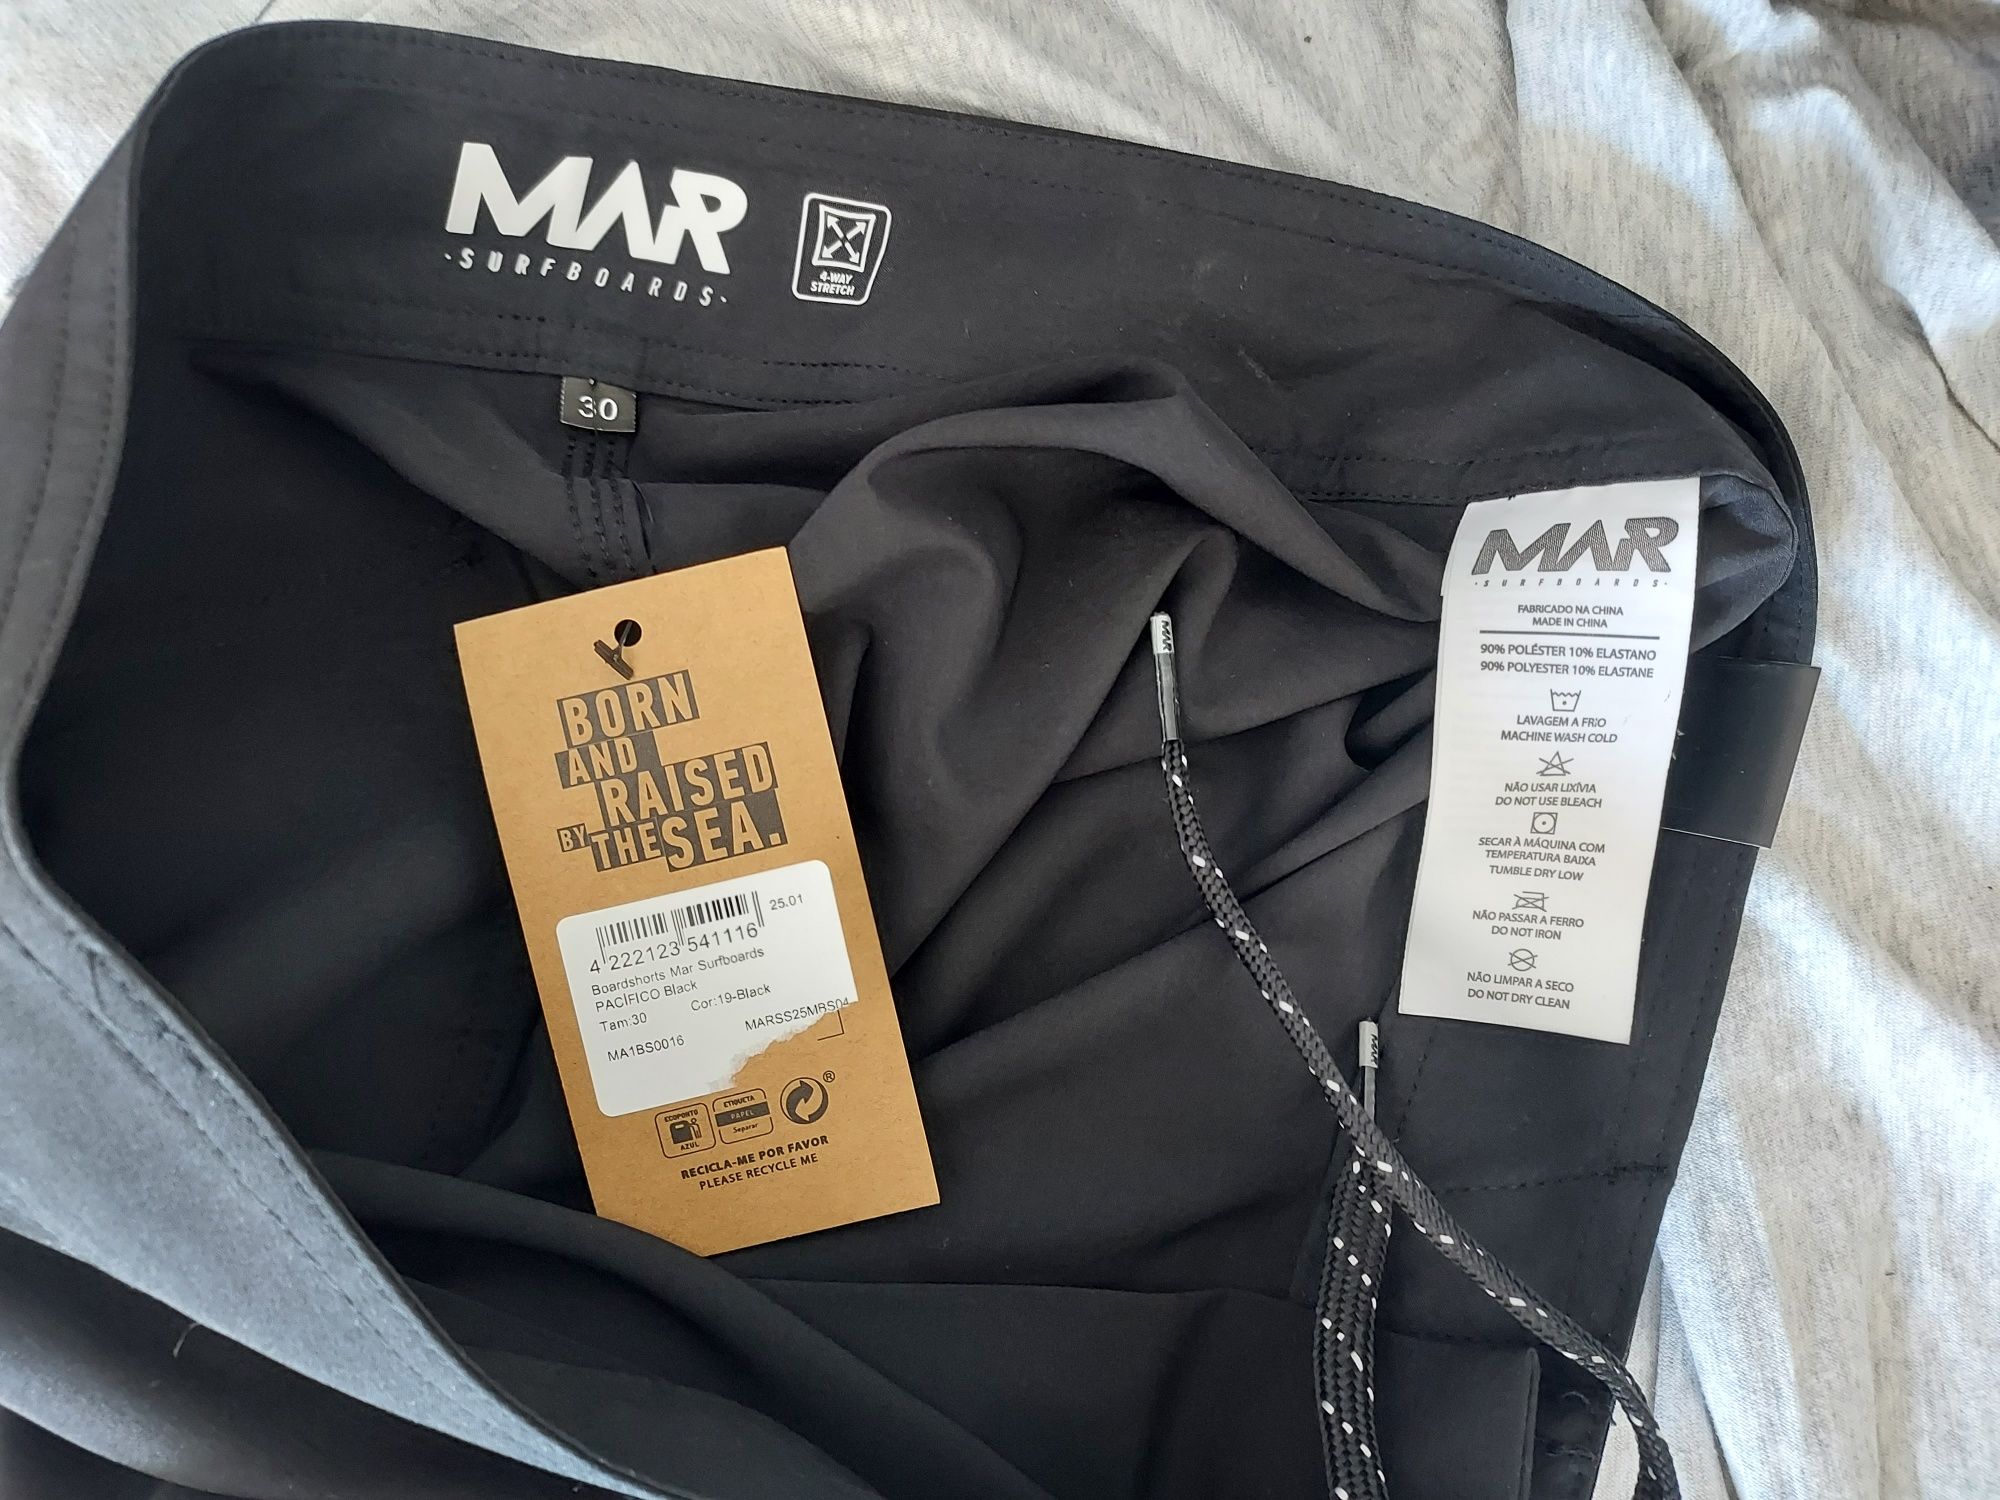 MAR
·SURFBOARDS·
4-WAY
STRETCH
30
BORN
AND
RAISED
BY THE SEA.
25.01
4 222123 541116
Boardshorts Mar Surfboards
PACÍFICO Black
Tam:30 Cor:19-Black
MARSS25MBS04
MA1BS0016
ECOPONTO
AZUL
ETIQUETA
PAPEL
Separar
®
RECICLA-ME POR FAVOR
PLEASE RECYCLE ME
MAR
MAR
MAR
·SURFBOARDS·
FABRICADO NA CHINA
MADE IN CHINA
90% POLÉSTER 10% ELASTANO
90% POLYESTER 10% ELASTANE
LAVAGEM A FRIO
MACHINE WASH COLD
NÃO USAR LIXÍVIA
DO NOT USE BLEACH
SECAR À MÁQUINA COM
TEMPERATURA BAIXA
TUMBLE DRY LOW
NÃO PASSAR A FERRO
DO NOT IRON
NÃO LIMPAR A SECO
DO NOT DRY CLEAN